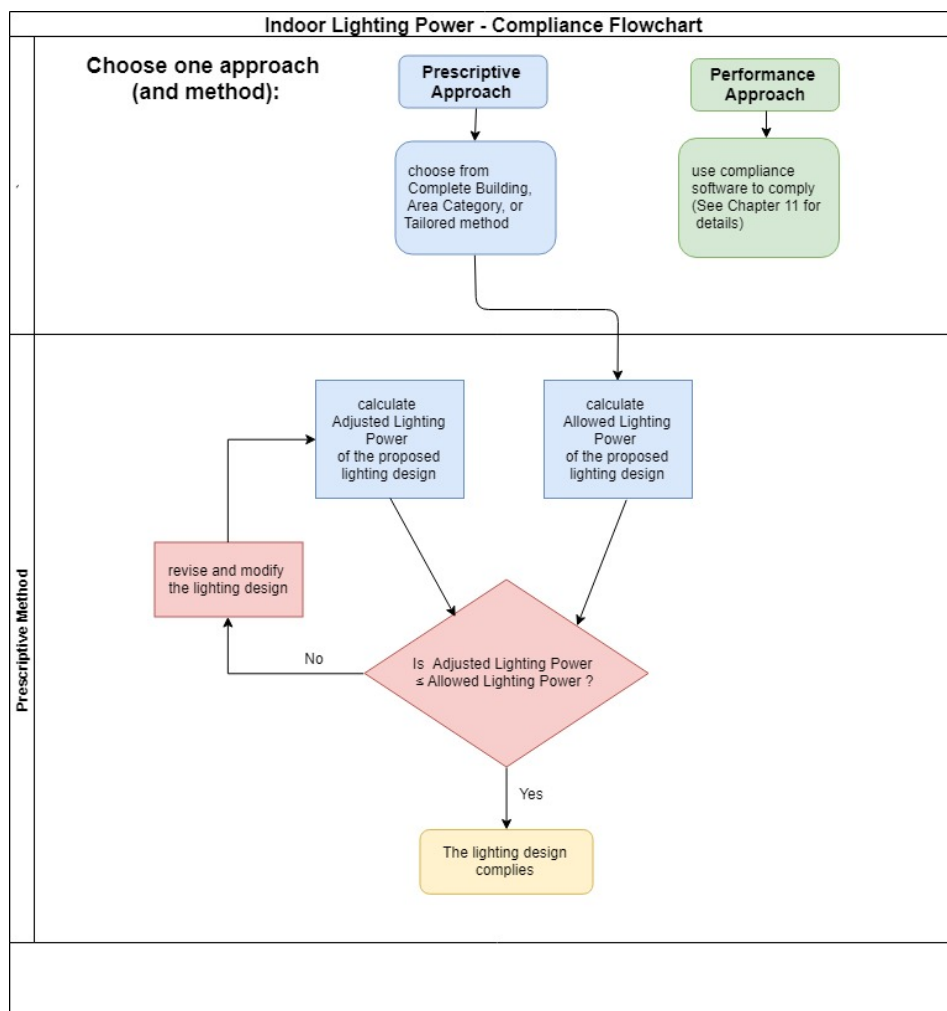 Indoor Lighting Power - Compliance Flowchart
Choose one approach
(and method):
Prescriptive
Approach
Performance
Approach
choose from
Complete Building,
Area Category, or
Tailored method
use compliance
software to comply
(See Chapter 11 for
details)
Prescriptive Method
calculate
Adjusted Lighting
Power
of the proposed
lighting design
calculate
Allowed Lighting
Power
of the proposed
lighting design
revise and modify
the lighting design
No
Is Adjusted Lighting Power
≤ Allowed Lighting Power ?
Yes
The lighting design
complies